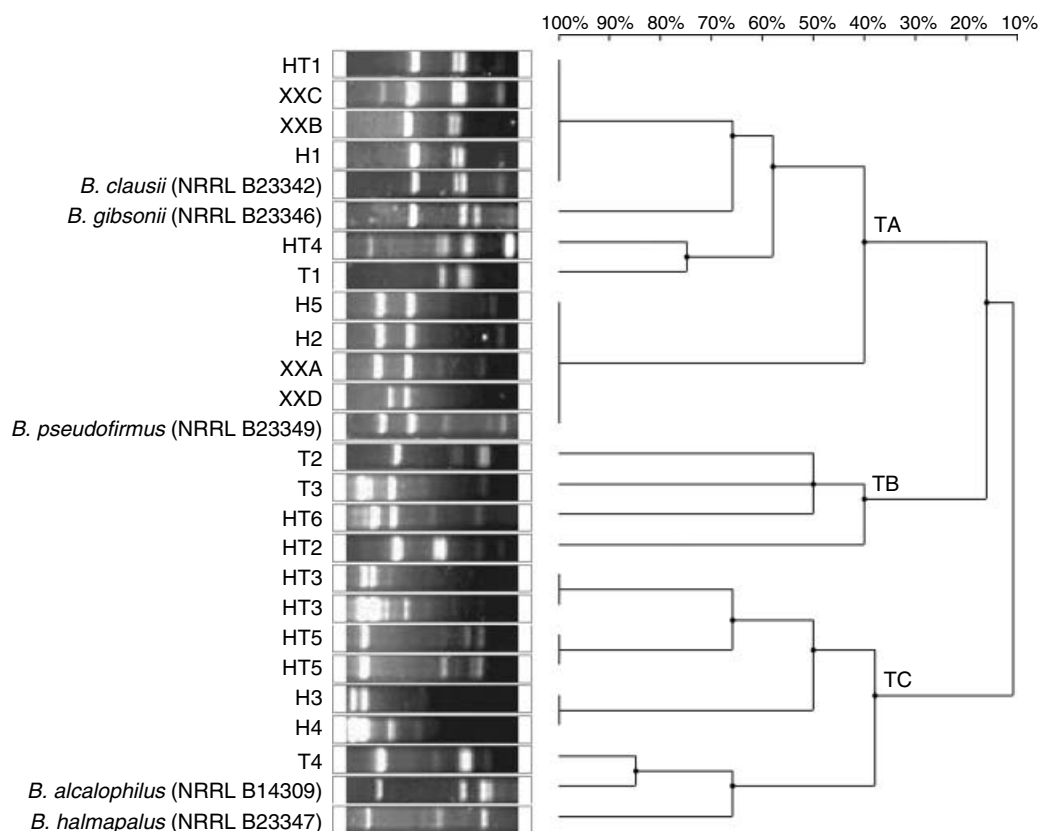 100% 90% 80% 70% 60% 50% 40% 30% 20% 10%
HT1
XXC
XXB
H1
B. clausii (NRRL B23342)
B. gibsonii (NRRL B23346)
HT4
TA
T1
H5
H2
XXA
XXD
B. pseudofirmus (NRRL B23349)
T2
T3
TB
HT6
HT2
HT3
HT3
HT5
HT5
TC
H3
H4
T4
B. alcalophilus (NRRL B14309)
B. halmapalus (NRRL B23347)